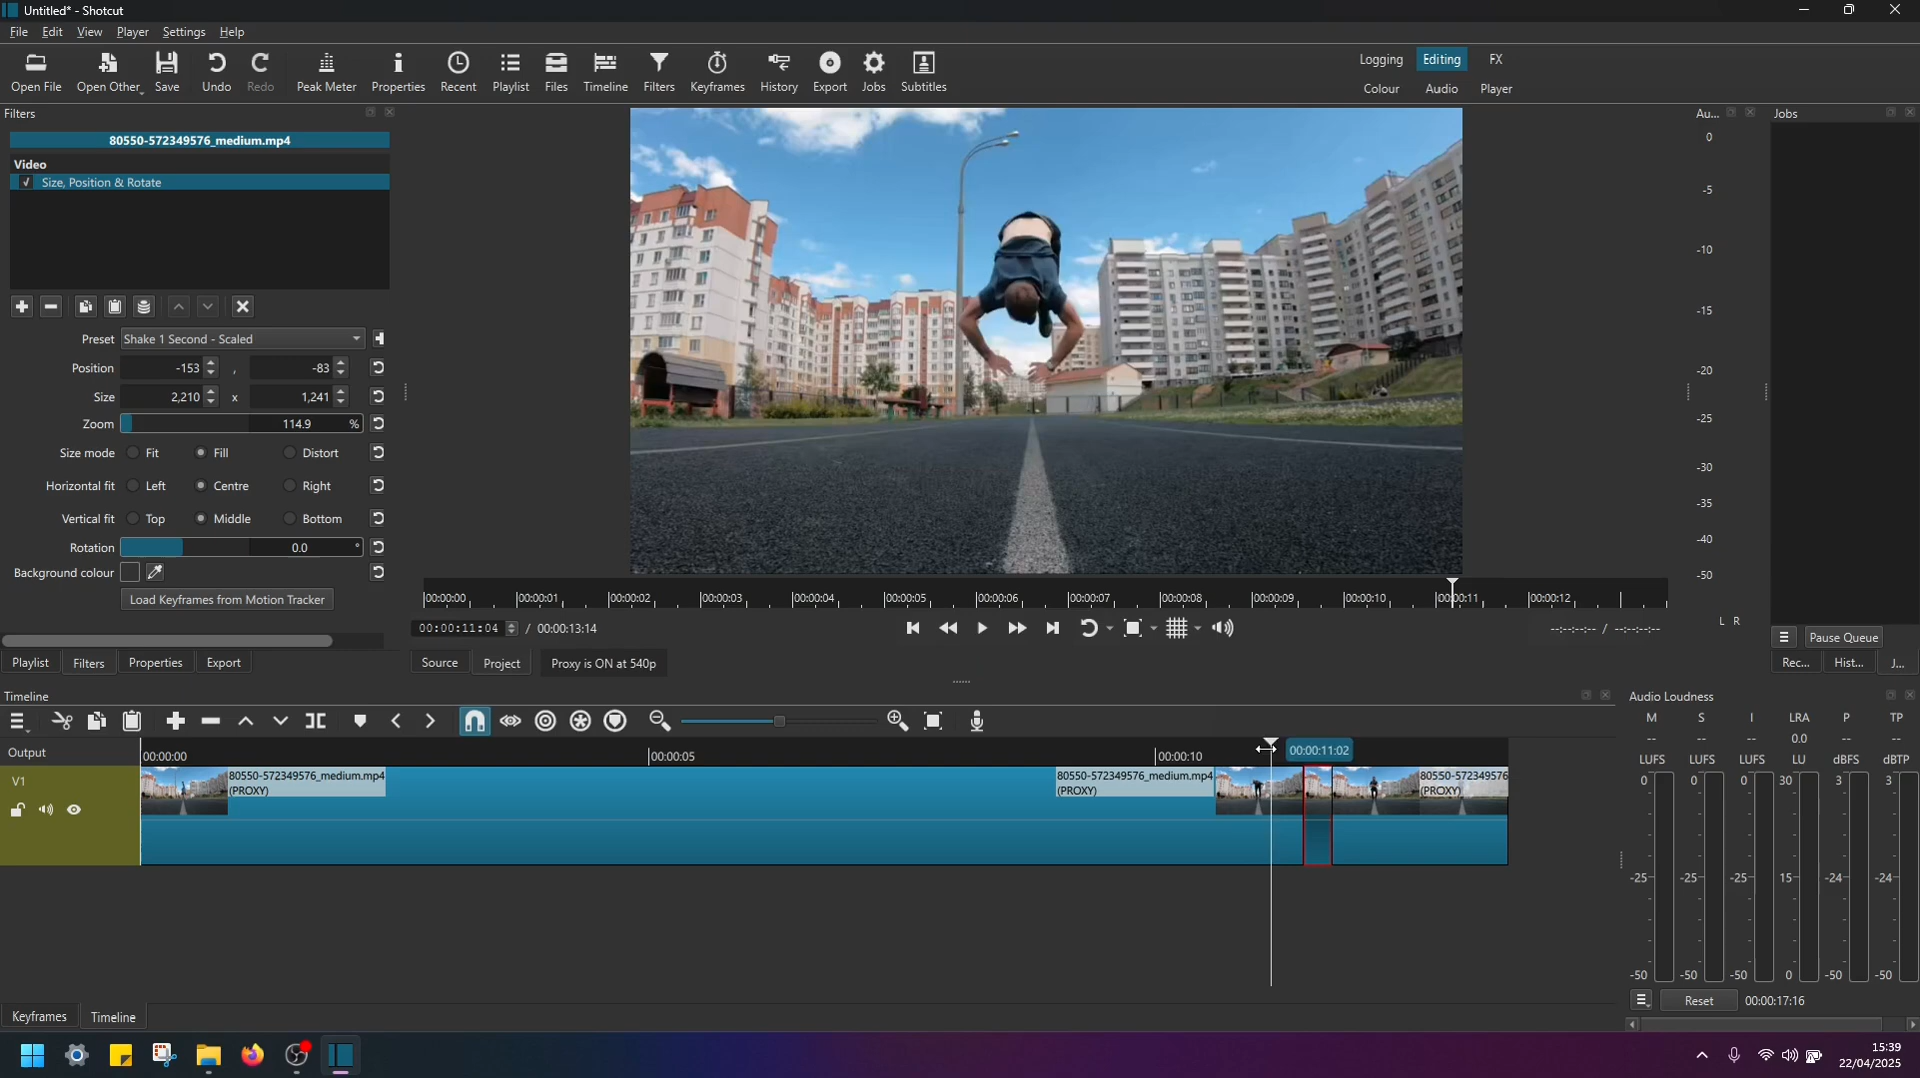 Untitled* - Shotcut
File Edit View Player Settings Help
Open File Open Other Save Undo Redo Peak Meter Properties Recent Playlist Files Timeline Filters Keyframes History Export Jobs Subtitles
Logging Editing FX
Colour Audio Player
Filters
80550-572349576_medium.mp4
Video
Size, Position & Rotate
Preset Shake 1 Second - Scaled
Position -153 , -83
Size 2,210 x 1,241
Zoom 114.9 %
Size mode Fit Fill Distort
Horizontal fit Left Centre Right
Vertical fit Top Middle Bottom
Rotation 0.0 °
Background colour
Load Keyframes from Motion Tracker
Playlist Filters Properties Export
00:00:00 00:00:01 00:00:02 00:00:03 00:00:04 00:00:05 00:00:06 00:00:07 00:00:08 00:00:09 00:00:10 00:00:11 00:00:12
00:00:11:04 / 00:00:13:14
--:--:--:-- / --:--:--:--
Source Project Proxy is ON at 540p
Au...
0
-5
-10
-15
-20
-25
-30
-35
-40
-50
L R
Jobs
Pause Queue
Rec... Hist... J...
Timeline
Output
00:00:00 00:00:05 00:00:10
00:00:11:02
V1
80550-572349576_medium.mp4
(PROXY)
80550-572349576_medium.mp4
(PROXY)
80550-572349576
(PROXY)
Keyframes Timeline
Audio Loudness
M S I LRA P TP
-- -- -- 0.0 -- --
LUFS LUFS LUFS LU dBFS dBTP
0 0 0 30 3 3
-25 -25 -25 15 -24 -24
-50 -50 -50 0 -50 -50
Reset 00:00:17:16
15:39
22/04/2025